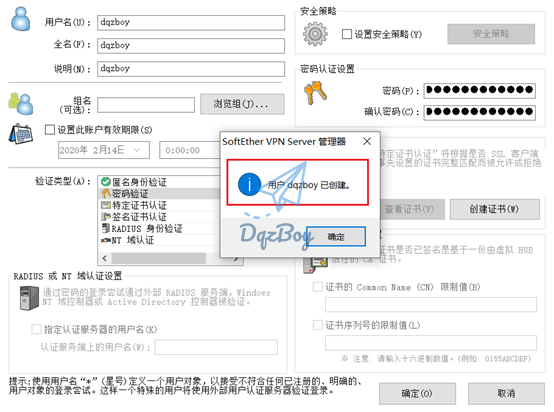 用户名(U):
dqzboy
全名(F):
dqzboy
说明(N):
dqzboy
组名
(可选):
浏览组(J)...
设置此账户有效期限(S)
2020年 2月14日
0:00:00
验证类型(A):
匿名身份验证
密码验证
特定证书认证
签名证书认证
RADIUS 身份验证
NT 域认证
RADIUS 或 NT 域认证设置
通过密码的登录尝试通过外部 RADIUS 服务端,Windows
NT 域控制器或 Active Directory 控制器被验证。
指定认证服务器的用户名(K)
认证服务端上的用户名(W):
安全策略
设置安全策略(Y)
安全策略
密码认证设置
密码(P):
确认密码(C):
SoftEther VPN Server 管理器
用户 dqzboy 已创建。
确定
DqzBoy
特定证书认证”将根据是否 SSL 客户端
事先设置的证书完整匹配而被允许或拒绝
查看证书(V)
创建证书(W)
证书是否已签名是基于一份由虚拟 HUB
信任的 CA 证书。
证书的 Common Name (CN) 限制值(B)
证书序列号的限制值(L)
※ 注意: 请输入十六进制数值。(例如: 0155ABCDEF)
提示:使用用户名“*”(星号)定义一个用户对象,以接受不符合任何已注册的、明确的、
用户对象的登录尝试。这样一个特殊的用户将使用外部用户认证服务器验证登录。
确定(O)
取消